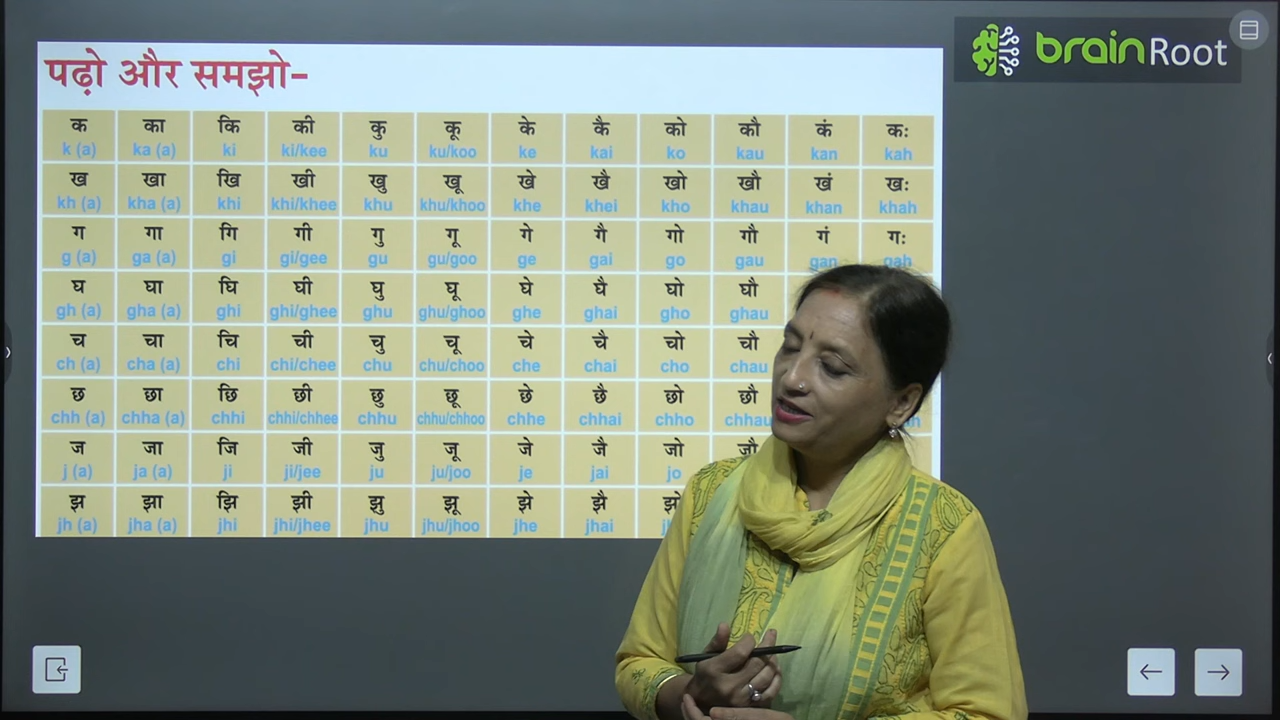 brainRoot
पढ़ो और समझो-
क का कि की कु कू के कै को कौ कं कः
k (a) ka (a) ki ki/kee ku ku/koo ke kai ko kau kan kah
ख खा खि खी खु खू खे खै खो खौ खं खः
kh (a) kha (a) khi khi/khee khu khu/khoo khe khei kho khau khan khah
ग गा गि गी गु गू गे गै गो गौ गं गः
g (a) ga (a) gi gi/gee gu gu/goo ge gai go gau gan gah
घ घा घि घी घु घू घे घै घो घौ
gh (a) gha (a) ghi ghi/ghee ghu ghu/ghoo ghe ghai gho ghau
च चा चि ची चु चू चे चै चो चौ
ch (a) cha (a) chi chi/chee chu chu/choo che chai cho chau
छ छा छि छी छु छू छे छै छो छौ
chh (a) chha (a) chhi chhi/chhee chhu chhu/chhoo chhe chhai chho chhau
ज जा जि जी जु जू जे जै जो जौ
j (a) ja (a) ji ji/jee ju ju/joo je jai jo
झ झा झि झी झु झू झे झै झो
jh (a) jha (a) jhi jhi/jhee jhu jhu/jhoo jhe jhai